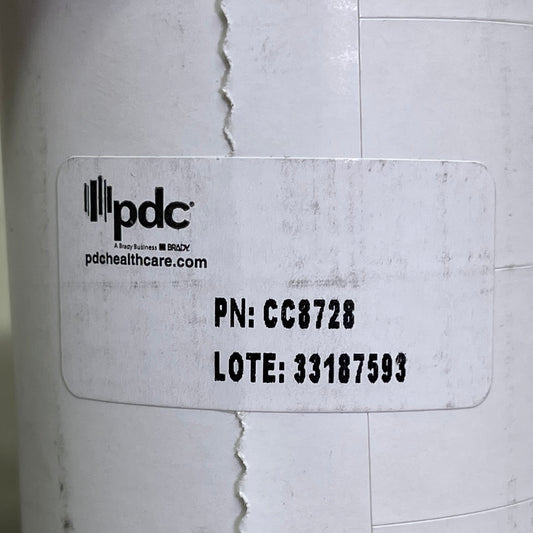 pdc®
A Brady Business BRADY.
pdchealthcare.com
PN: CC8728
LOTE: 33187593